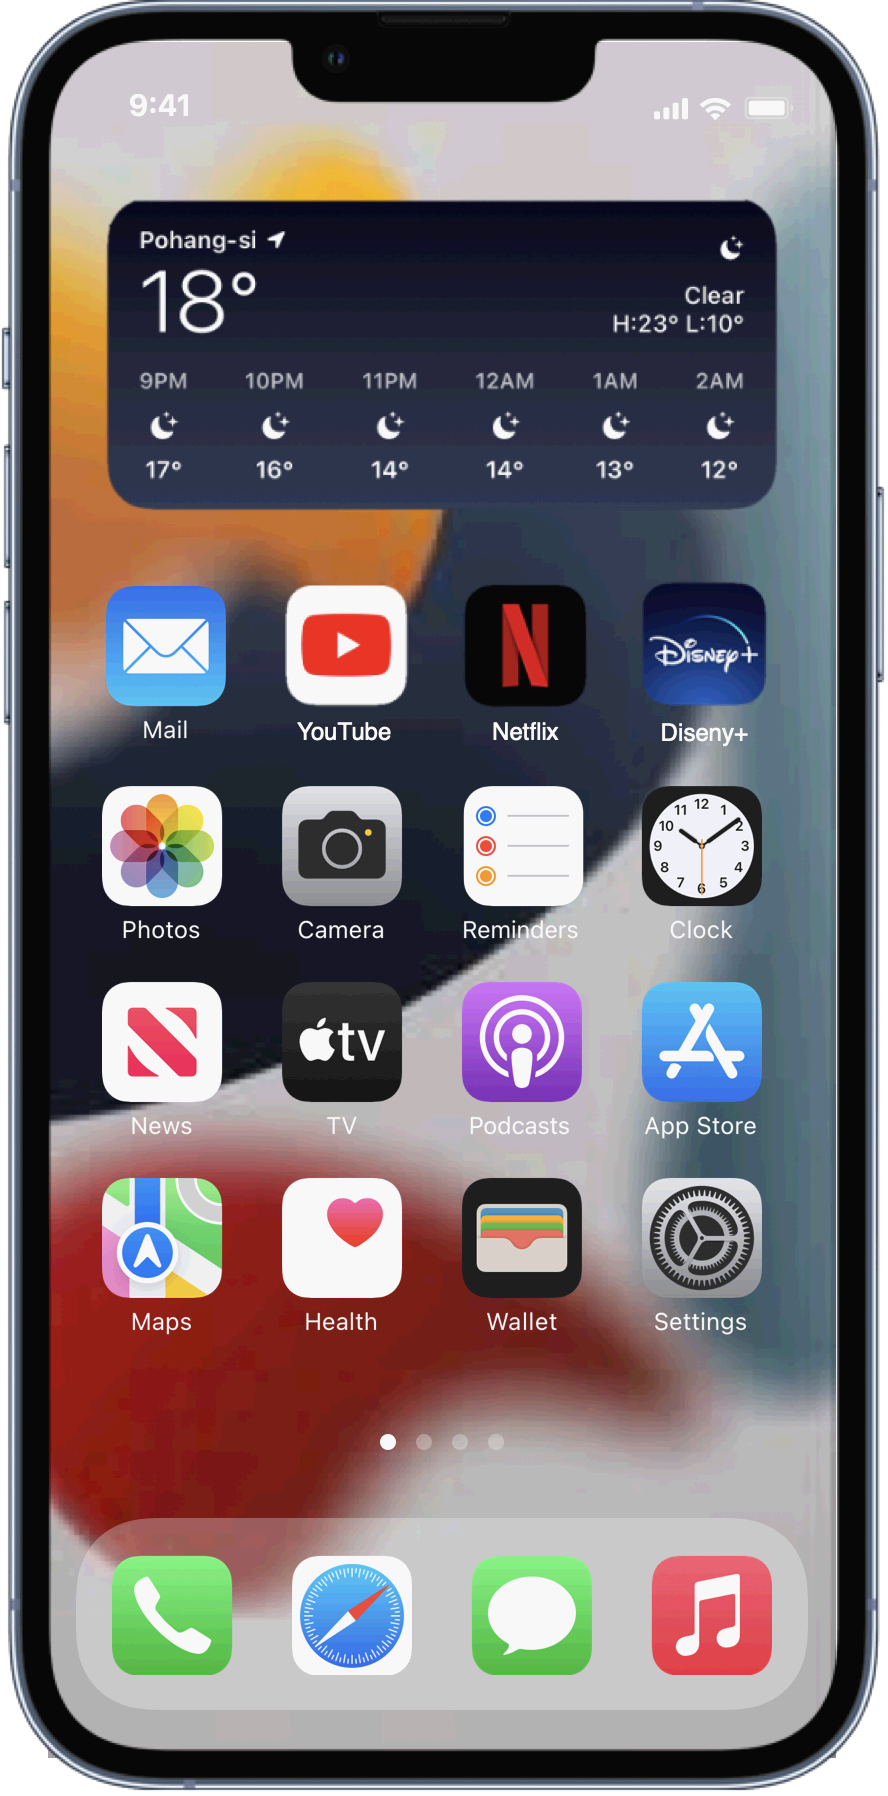 9:41
Pohang-si
18°
Clear
H:23° L:10°
9PM 10PM 11PM 12AM 1AM 2AM
17° 16° 14° 14° 13° 12°
N
Disney+
Mail YouTube Netflix Diseny+
12
11 1
10 2
9 3
8 4
7 5
6
Photos Camera Reminders Clock
tv
News TV Podcasts App Store
Maps Health Wallet Settings